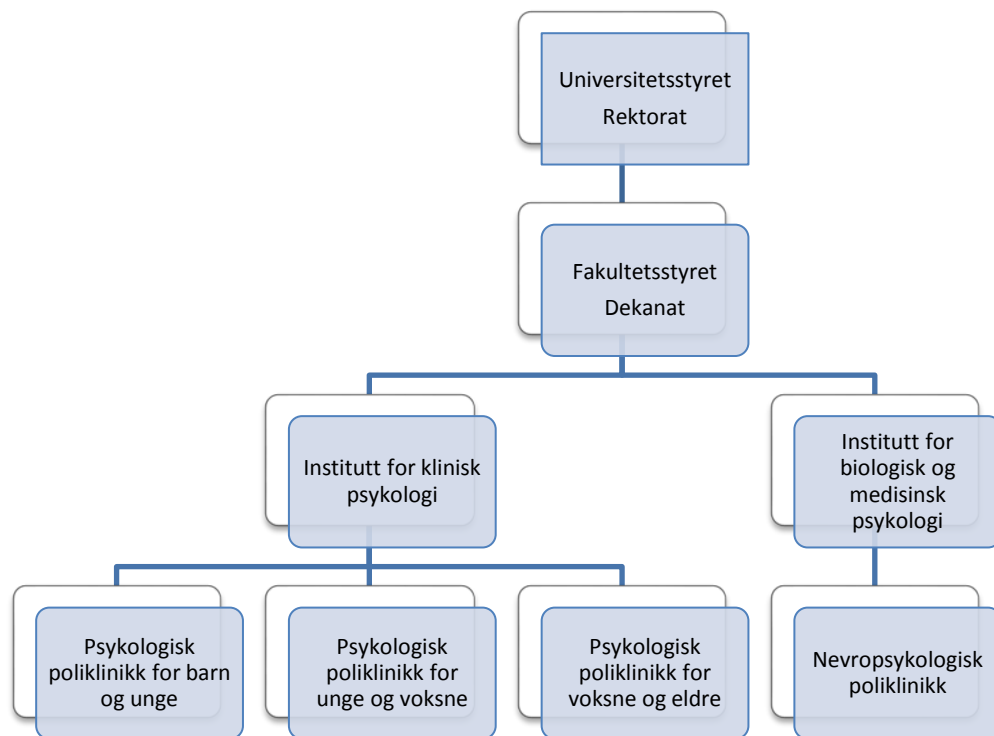 Universitetsstyret
Rektorat
Fakultetsstyret
Dekanat
Institutt for klinisk
psykologi
Institutt for
biologisk og
medisinsk
psykologi
Psykologisk
poliklinikk for barn
og unge
Psykologisk
poliklinikk for
unge og voksne
Psykologisk
poliklinikk for
voksne og eldre
Nevropsykologisk
poliklinikk